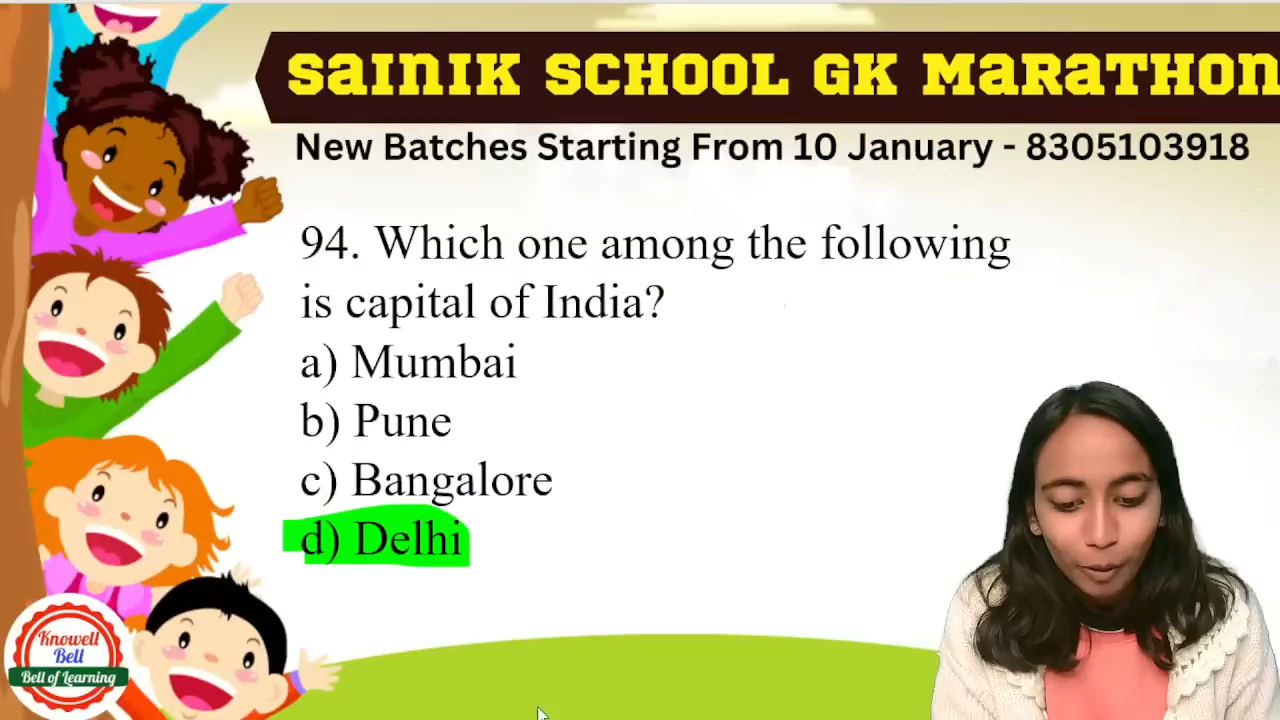 SAINIK SCHOOL GK MARATHON
New Batches Starting From 10 January - 8305103918
94. Which one among the following
is capital of India?
a) Mumbai
b) Pune
c) Bangalore
d) Delhi
Knowell
Bell
Bell of Learning